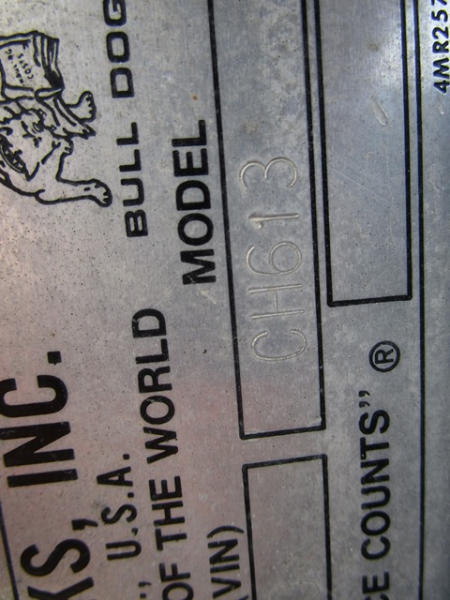 BULL DOG
MODEL CH613
KS, INC.
U.S.A.
OF THE WORLD
VIN)
CE COUNTS" ®
4MR257